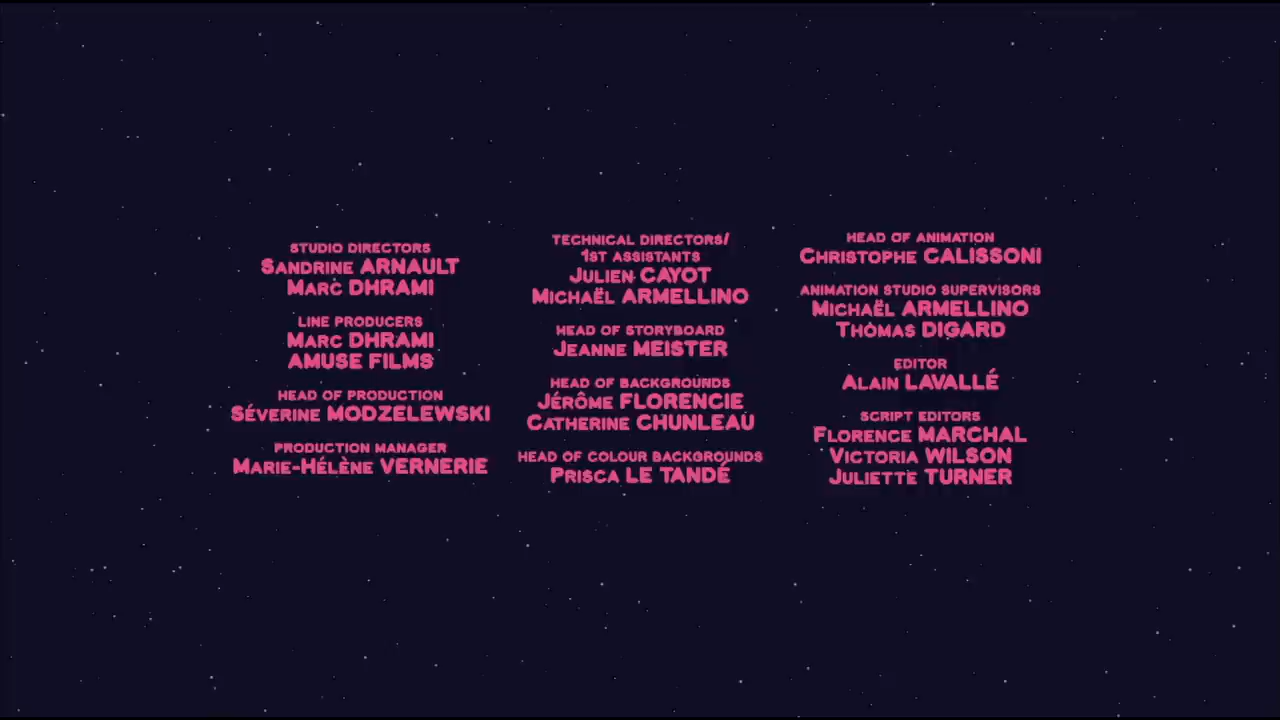 STUDIO DIRECTORS
SANDRINE ARNAULT
MARC DHRAMI
LINE PRODUCERS
MARC DHRAMI
AMUSE FILMS
HEAD OF PRODUCTION
SÉVERINE MODZELEWSKI
PRODUCTION MANAGER
MARIE-HÉLÈNE VERNERIE
TECHNICAL DIRECTORS/
1ST ASSISTANTS
JULIEN CAYOT
MICHAËL ARMELLINO
HEAD OF STORYBOARD
JEANNE MEISTER
HEAD OF BACKGROUNDS
JÉRÔME FLORENCIE
CATHERINE CHUNLEAU
HEAD OF COLOUR BACKGROUNDS
PRISCA LE TANDÉ
HEAD OF ANIMATION
CHRISTOPHE CALISSONI
ANIMATION STUDIO SUPERVISORS
MICHAËL ARMELLINO
THOMAS DIGARD
EDITOR
ALAIN LAVALLÉ
SCRIPT EDITORS
FLORENCE MARCHAL
VICTORIA WILSON
JULIETTE TURNER